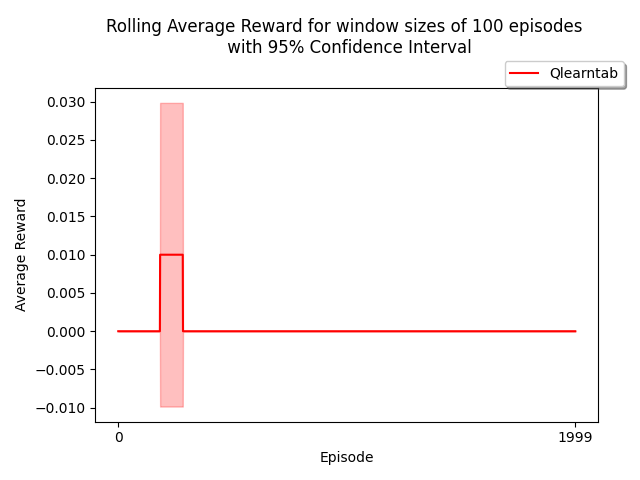 Rolling Average Reward for window sizes of 100 episodes
with 95% Confidence Interval
Qlearntab
0.030
0.025
0.020
0.015
0.010
0.005
0.000
−0.005
−0.010
Average Reward
0
1999
Episode